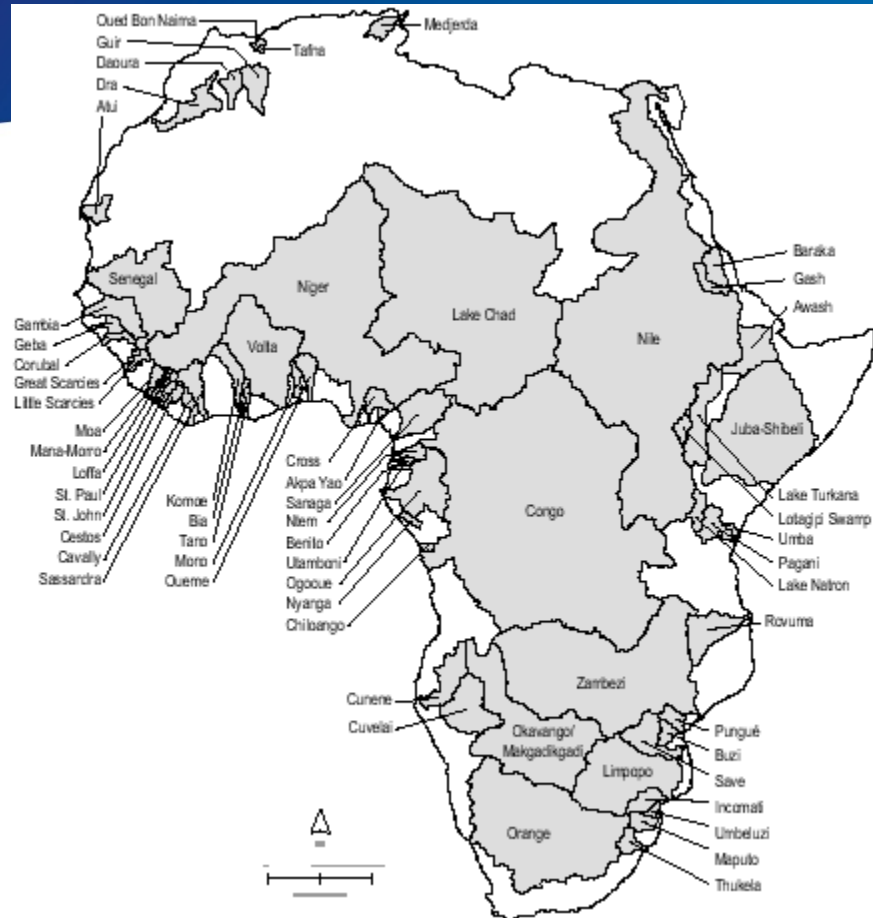 Oued Bon Naima
Guir
Daoura
Dra
Atui
Medjerda
Tafna
Senegal
Niger
Volta
Lake Chad
Nile
Baraka
Gash
Awash
Juba-Shibeli
Gambia
Geba
Corubal
Great Scarcies
Little Scarcies
Moa
Mana-Morro
Loffa
St. Paul
St. John
Cestos
Cavally
Sassandra
Komoe
Bia
Tano
Mono
Oueme
Cross
Akpa Yao
Sanaga
Ntem
Benito
Utamboni
Ogooue
Nyanga
Chiloango
Congo
Lake Turkana
Lotagipi Swamp
Umba
Pagani
Lake Natron
Rovuma
Zambezi
Cunene
Cuvelai
Okavango/
Makgadikgadi
Limpopo
Orange
Pungué
Buzi
Save
Incomati
Umbeluzi
Maputo
Thukela